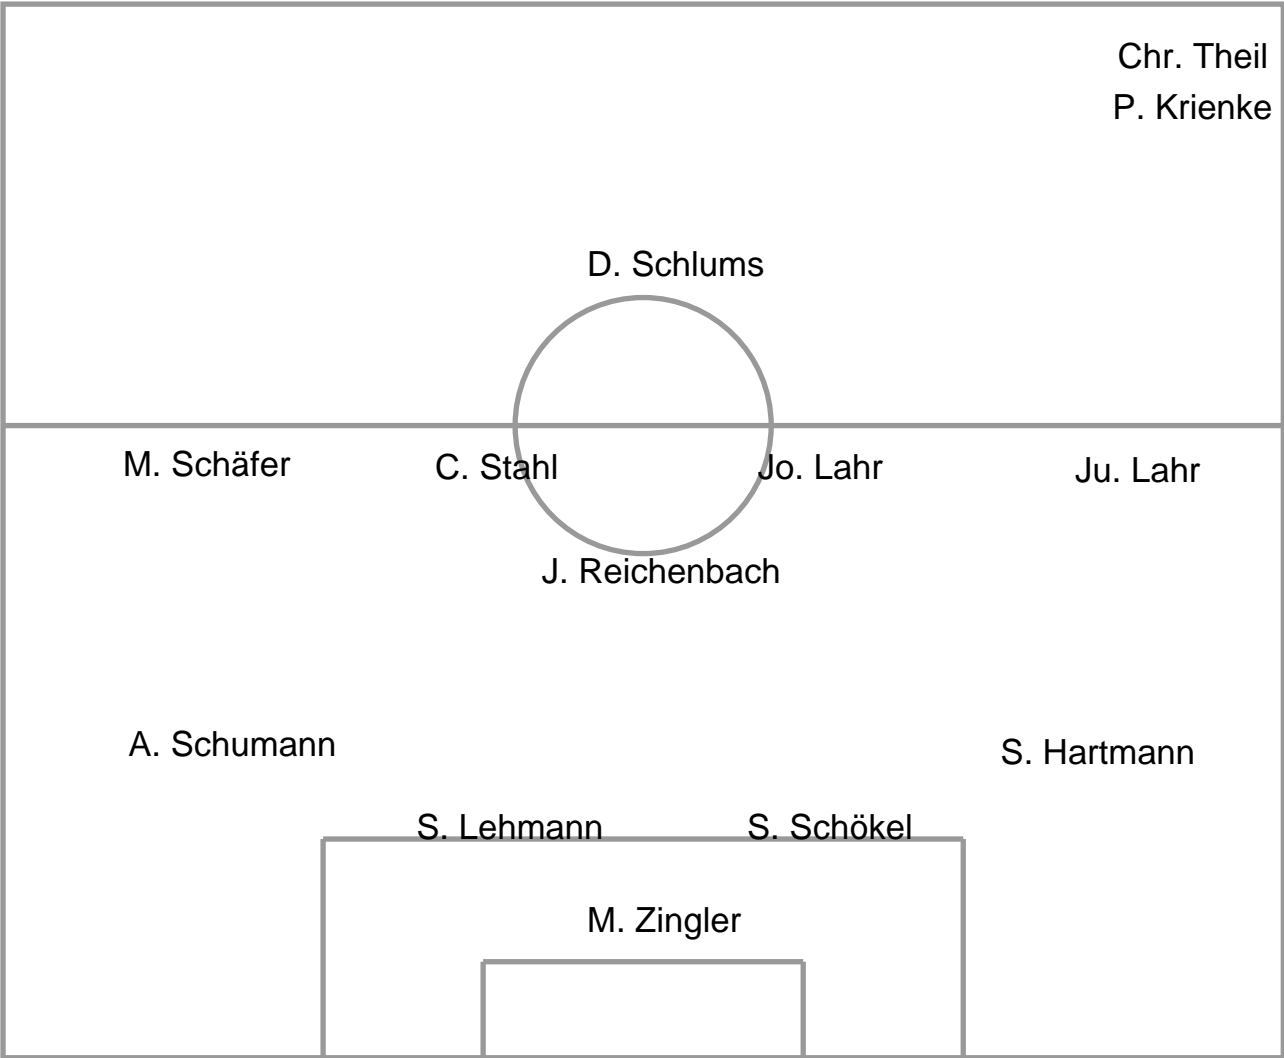 Chr. Theil
P. Krienke
D. Schlums
M. Schäfer C. Stahl Jo. Lahr Ju. Lahr
J. Reichenbach
A. Schumann S. Hartmann
S. Lehmann S. Schökel
M. Zingler